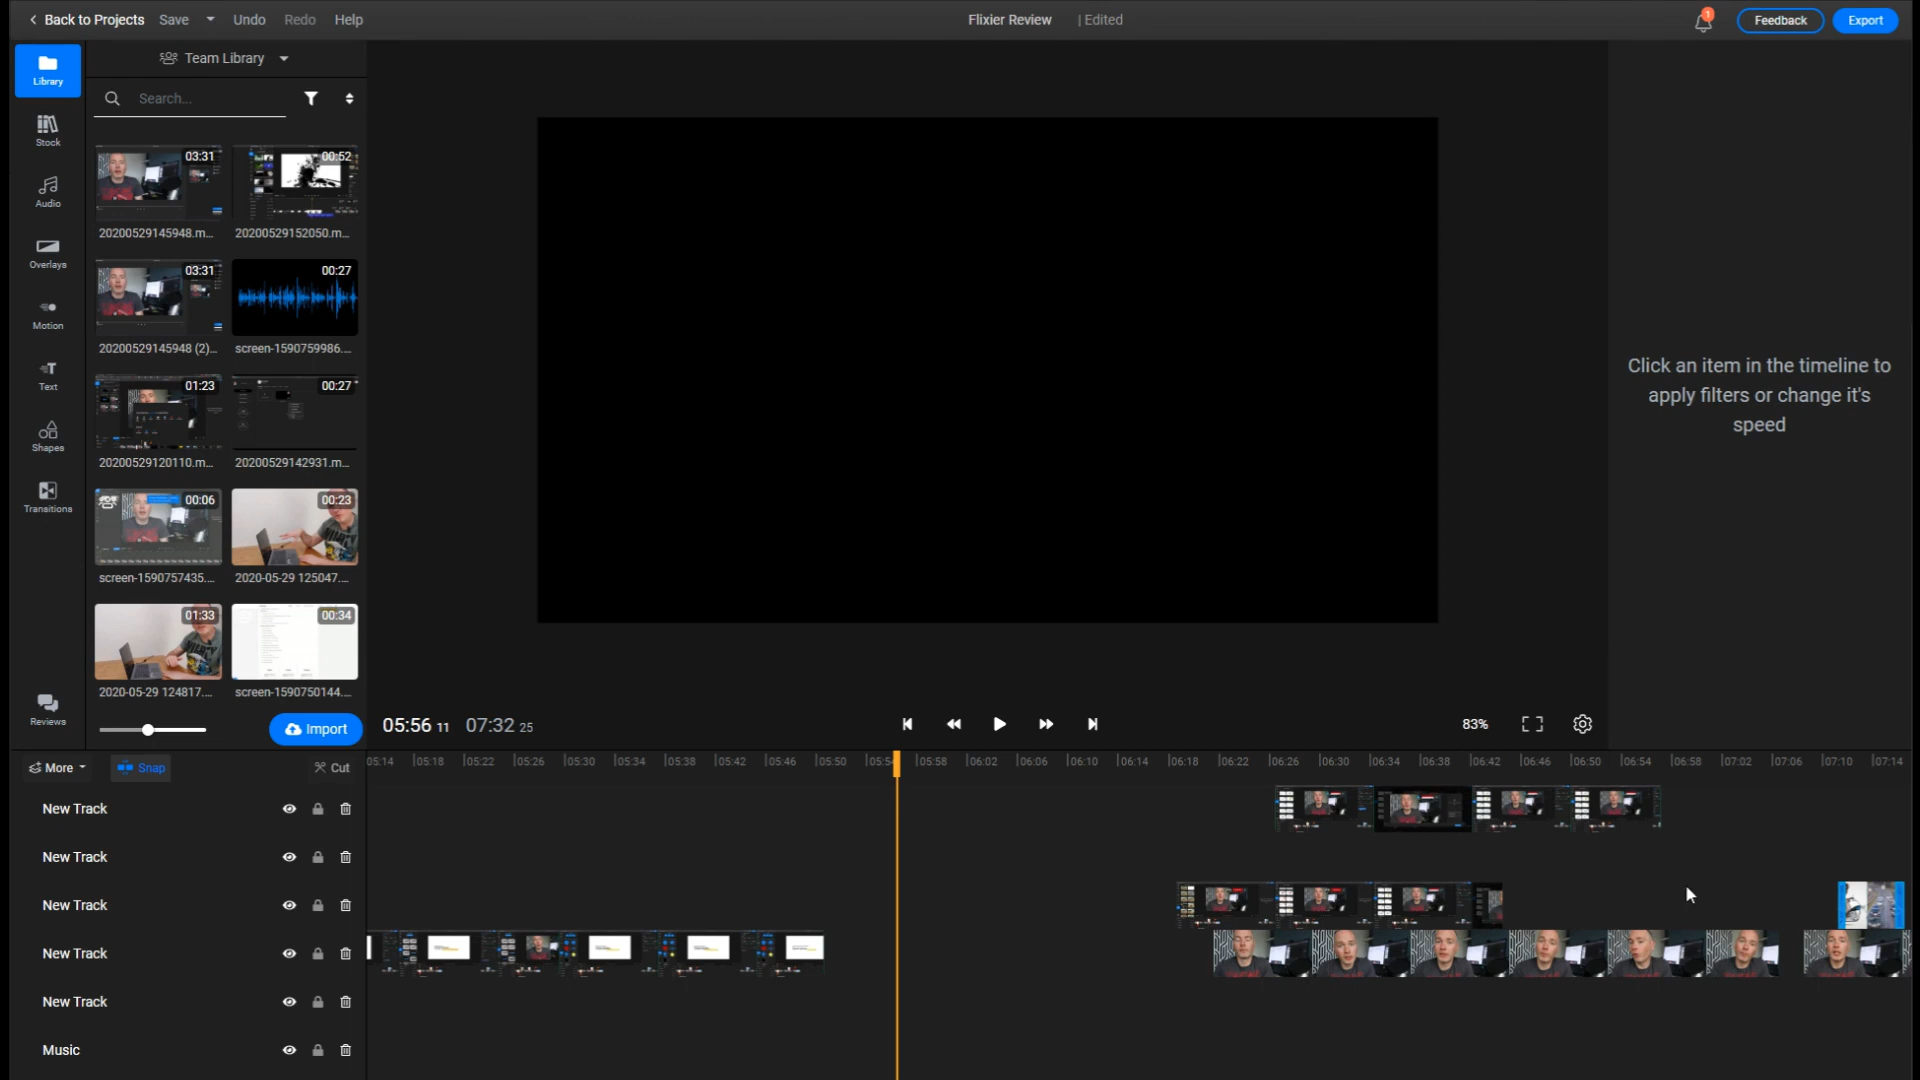 Back to Projects Save Undo Redo Help Flixier Review | Edited 1 Feedback Export
Library
Stock
Audio
Overlays
Motion
Text
Shapes
Transitions
Reviews
Team Library
Search...
03:31 00:52
20200529145948.m... 20200529152050.m...
03:31 00:27
20200529145948 (2)... screen-1590759986....
01:23 00:27
20200529120110.m... 20200529142931.m...
00:06 00:23
screen-1590757435.... 2020-05-29 125047....
01:33 00:34
2020-05-29 124817.... screen-1590750144....
Import
Click an item in the timeline to
apply filters or change it's
speed
05:56 11 07:32 25 83%
More Snap Cut
05:14 05:18 05:22 05:26 05:30 05:34 05:38 05:42 05:46 05:50 05:54 05:58 06:02 06:06 06:10 06:14 06:18 06:22 06:26 06:30 06:34 06:38 06:42 06:46 06:50 06:54 06:58 07:02 07:06 07:10 07:14
New Track
New Track
New Track
New Track
New Track
Music